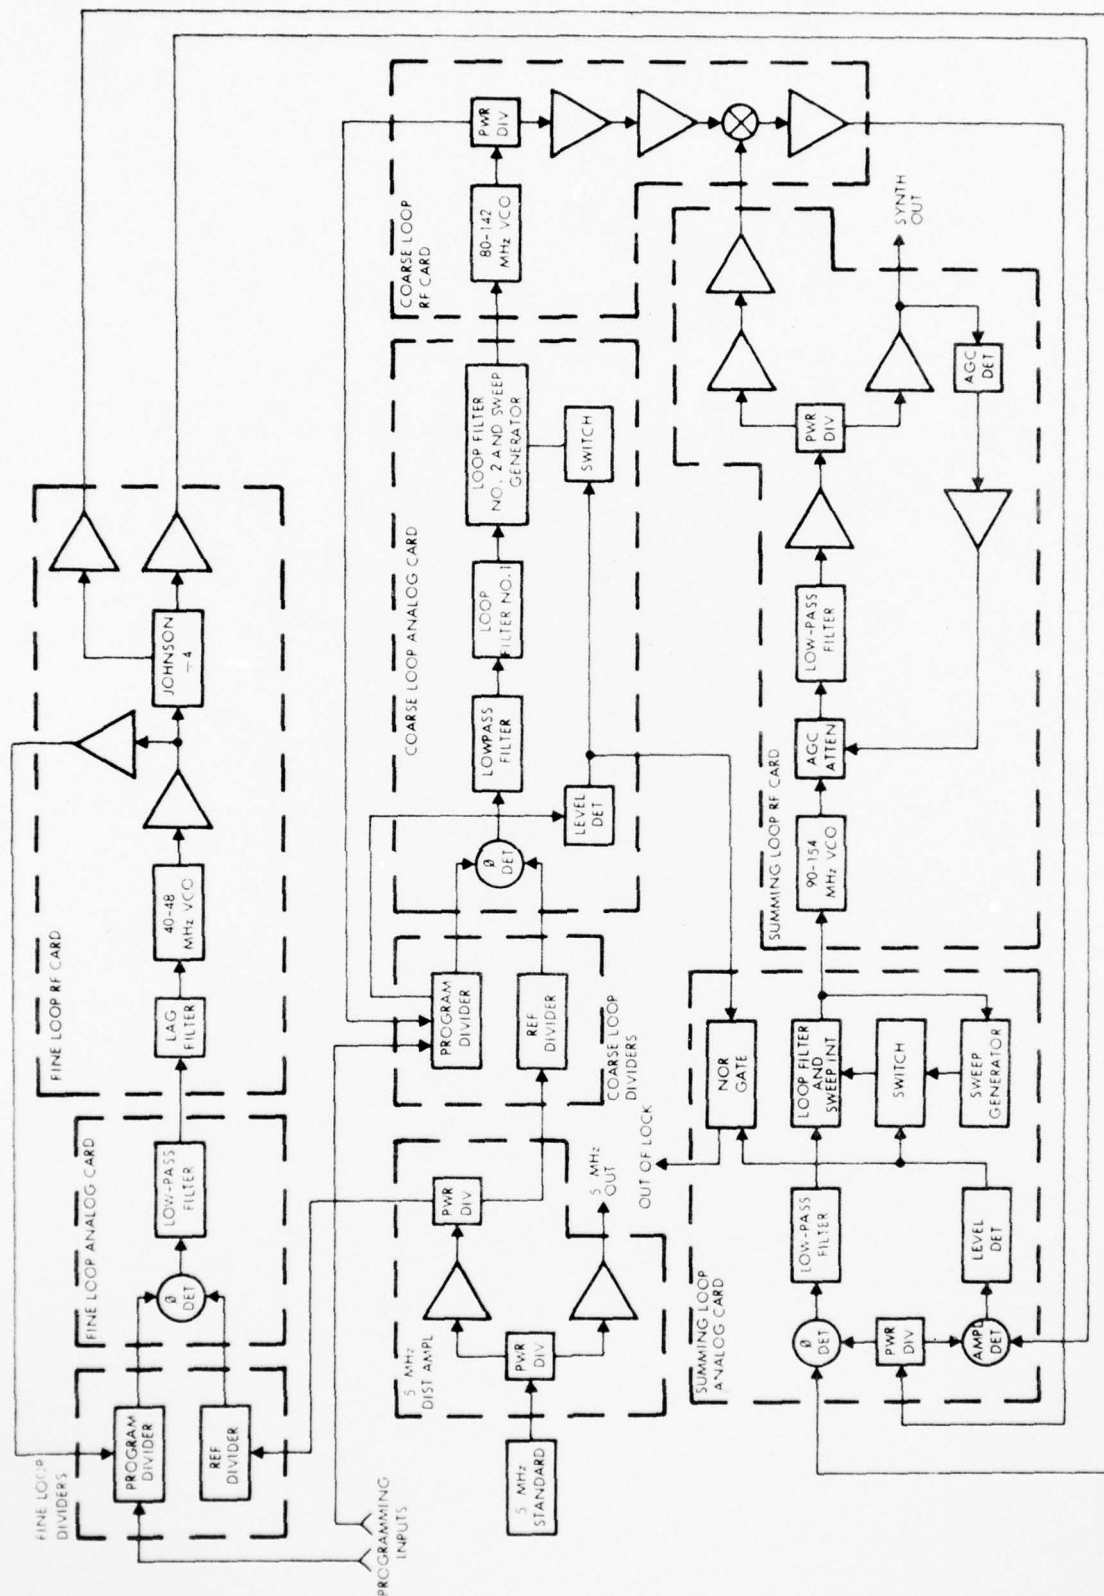 FINE LOOP
DIVIDERS
PROGRAM
DIVIDER
REF
DIVIDER
FINE LOOP ANALOG CARD
Ø
DET
LOW-PASS
FILTER
FINE LOOP RF CARD
LAG
FILTER
40-48
MHz VCO
JOHNSON
÷4
PROGRAMMING
INPUTS
5 MHz
STANDARD
5 MHz
DIST AMPL
PWR
DIV
PWR
DIV
5 MHz
OUT
COARSE LOOP
DIVIDERS
PROGRAM
DIVIDER
REF
DIVIDER
COARSE LOOP ANALOG CARD
Ø
DET
LOWPASS
FILTER
LOOP
FILTER NO.1
LOOP FILTER
NO. 2 AND SWEEP
GENERATOR
LEVEL
DET
SWITCH
COARSE LOOP
RF CARD
80-142
MHz VCO
PWR
DIV
SUMMING LOOP
ANALOG CARD
OUT OF LOCK
NOR
GATE
Ø
DET
LOW-PASS
FILTER
LOOP FILTER
AND
SWEEP INT
PWR
DIV
SWITCH
AMPL
DET
LEVEL
DET
SWEEP
GENERATOR
SUMMING LOOP RF CARD
90-154
MHz VCO
AGC
ATTEN
LOW-PASS
FILTER
PWR
DIV
AGC
DET
SYNTH
OUT